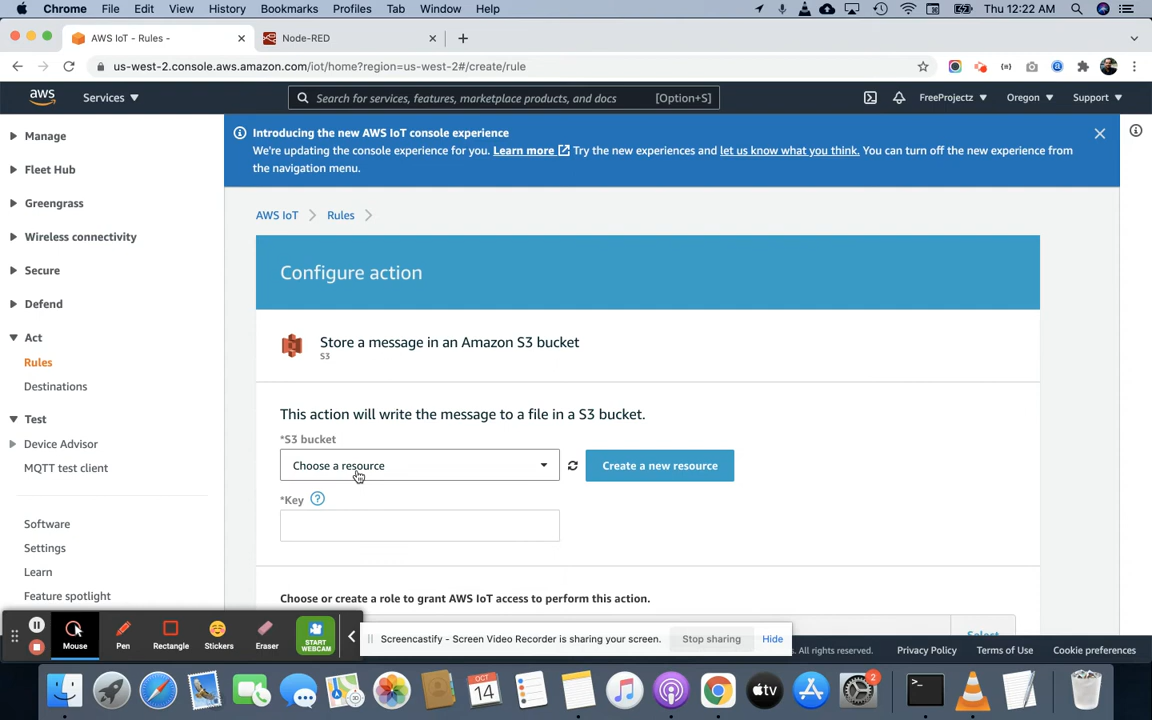 Chrome File Edit View History Bookmarks Profiles Tab Window Help Thu 12:22 AM
AWS IoT - Rules - Node-RED
us-west-2.console.aws.amazon.com/iot/home?region=us-west-2#/create/rule
aws Services Search for services, features, marketplace products, and docs [Option+S] FreeProjectz Oregon Support
Manage
Fleet Hub
Greengrass
Wireless connectivity
Secure
Defend
Act
Rules
Destinations
Test
Device Advisor
MQTT test client
Software
Settings
Learn
Feature spotlight
Introducing the new AWS IoT console experience
We're updating the console experience for you. Learn more Try the new experiences and let us know what you think. You can turn off the new experience from
the navigation menu.
AWS IoT Rules
Configure action
Store a message in an Amazon S3 bucket
S3
This action will write the message to a file in a S3 bucket.
*S3 bucket
Choose a resource Create a new resource
*Key ?
Choose or create a role to grant AWS IoT access to perform this action.
Select
Mouse Pen Rectangle Stickers Eraser START WEBCAM
Screencastify - Screen Video Recorder is sharing your screen. Stop sharing Hide
All rights reserved. Privacy Policy Terms of Use Cookie preferences
OCT
14
tv
2